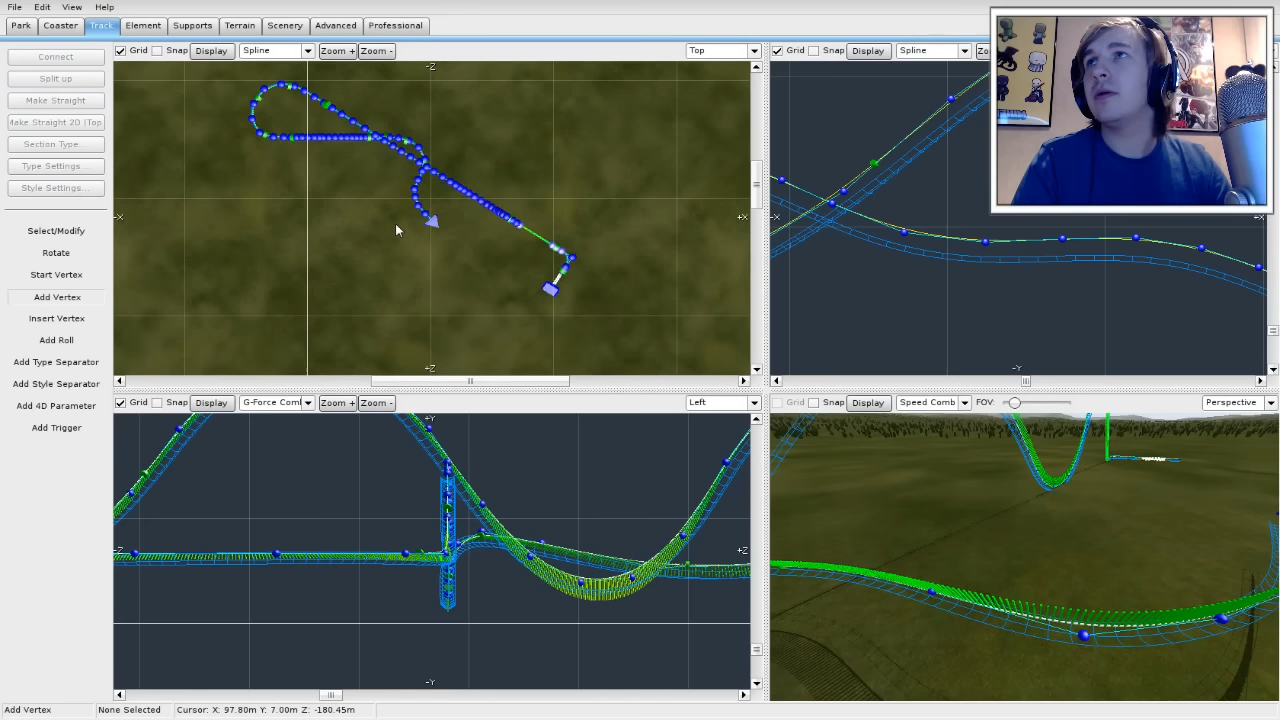 File Edit View Help
Park Coaster Track Element Supports Terrain Scenery Advanced Professional
Connect
Split up
Make Straight
Make Straight 2D (Top
Section Type...
Type Settings...
Style Settings...
Select/Modify
Rotate
Start Vertex
Add Vertex
Insert Vertex
Add Roll
Add Type Separator
Add Style Separator
Add 4D Parameter
Add Trigger
Grid Snap Display Spline Zoom + Zoom - Top
-Z
-X
+X
+Z
Grid Snap Display Spline Zo
+X
-Y
Grid Snap Display G-Force Coml Zoom + Zoom - Left
+Y
-Z
+Z
-Y
Grid Snap Display Speed Comb FOV: Perspective
Add Vertex None Selected Cursor: X: 97.80m Y: 7.00m Z: -180.45m